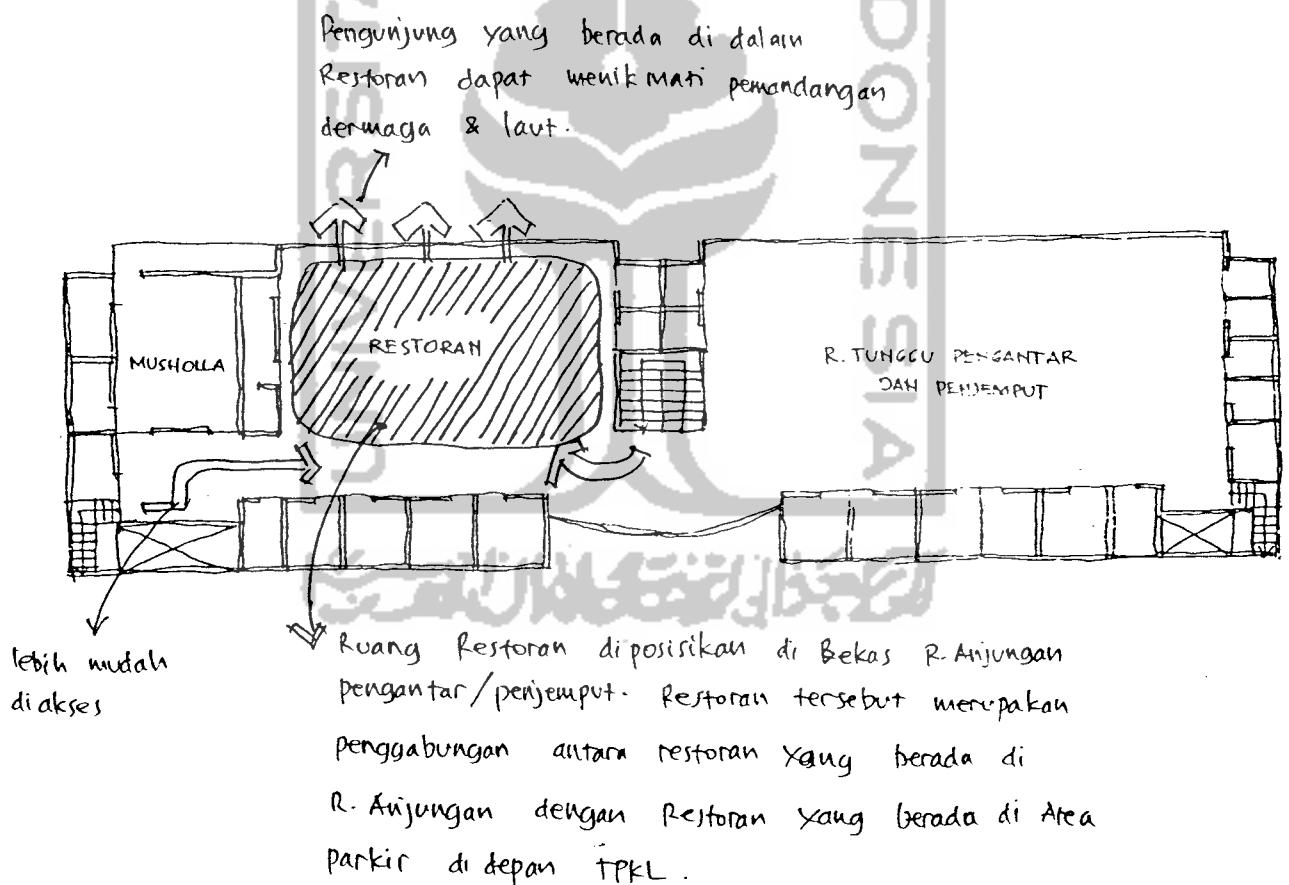 Pengunjung yang berada di dalam
Restoran dapat menikmati pemandangan
dermaga & laut.
MUSHOLLA
RESTORAN
R. TUNGGU PENGANTAR
DAN PENJEMPUT
lebih mudah
diakses
Ruang Restoran diposisikan di Bekas R. Anjungan
pengantar/penjemput. Restoran tersebut merupakan
penggabungan antara restoran yang berada di
R. Anjungan dengan Restoran yang berada di Area
parkir di depan TPKL.
INDONESIA